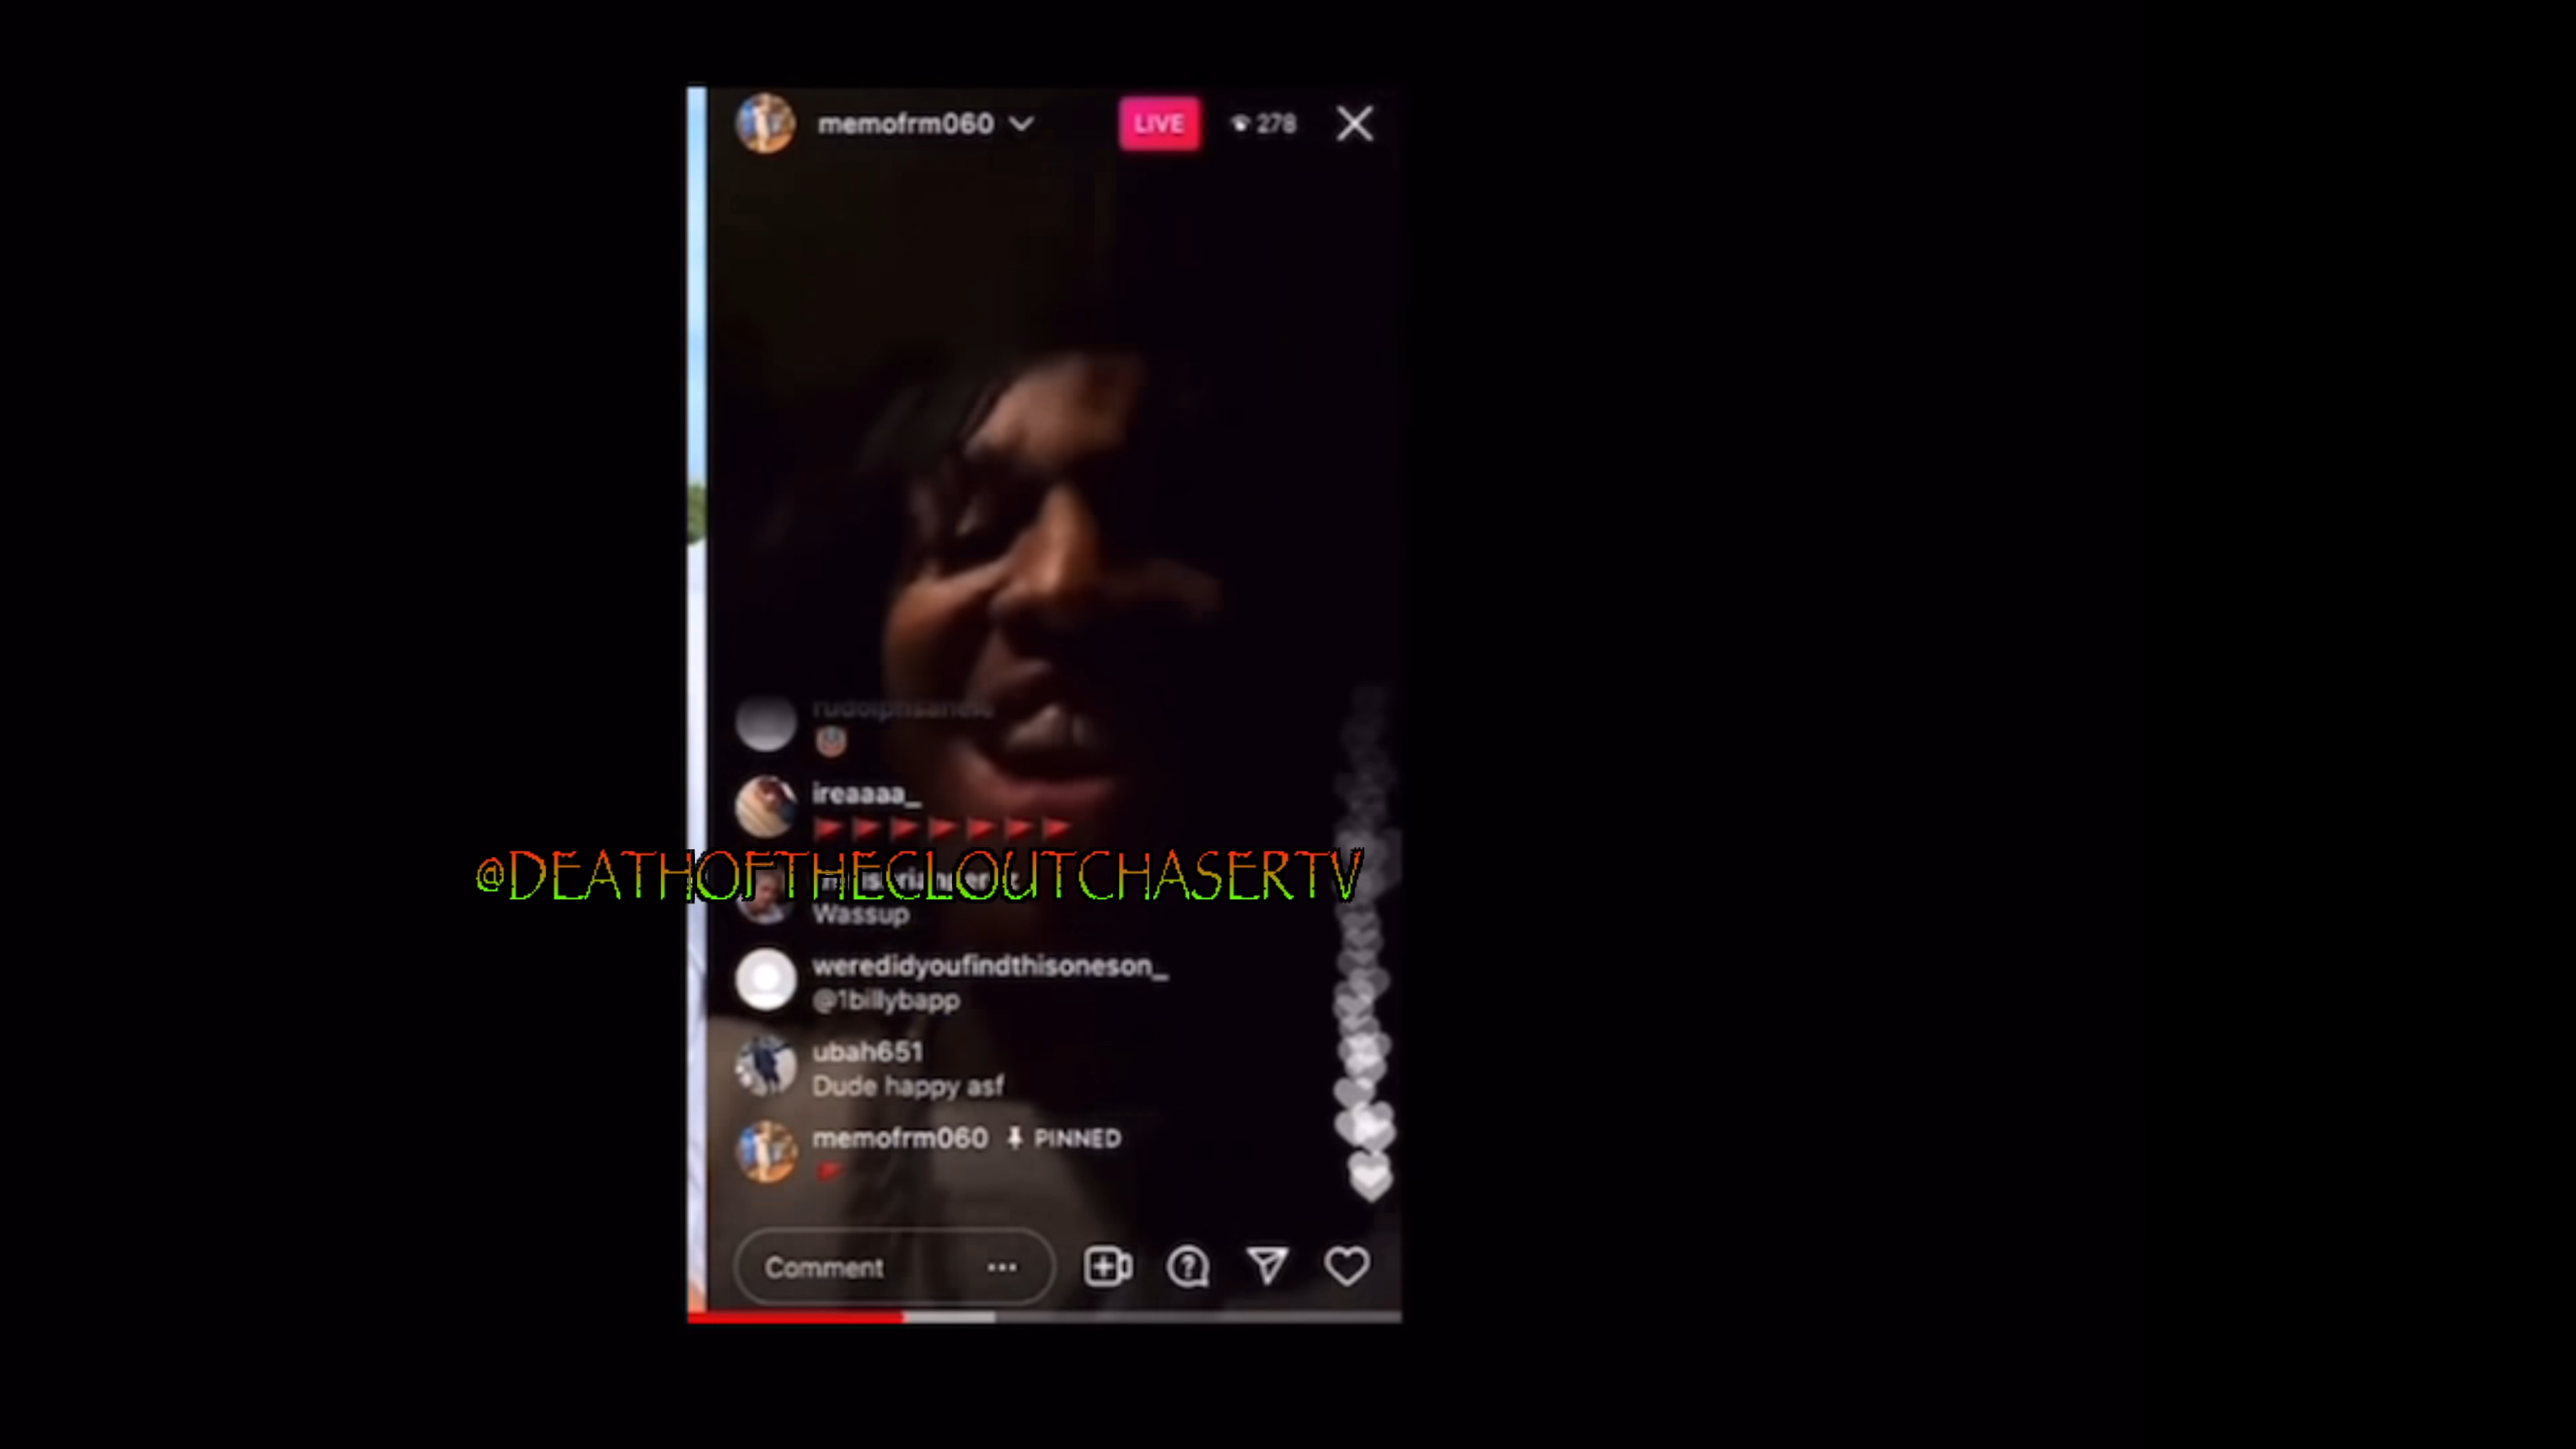 memofrm060
LIVE
278
ireaaaa_
@DEATHOFTHECLOUTCHASERTV
Wassup
weredidyoufindthisoneson_
@1billybapp
ubah651
Dude happy asf
memofrm060 PINNED
Comment